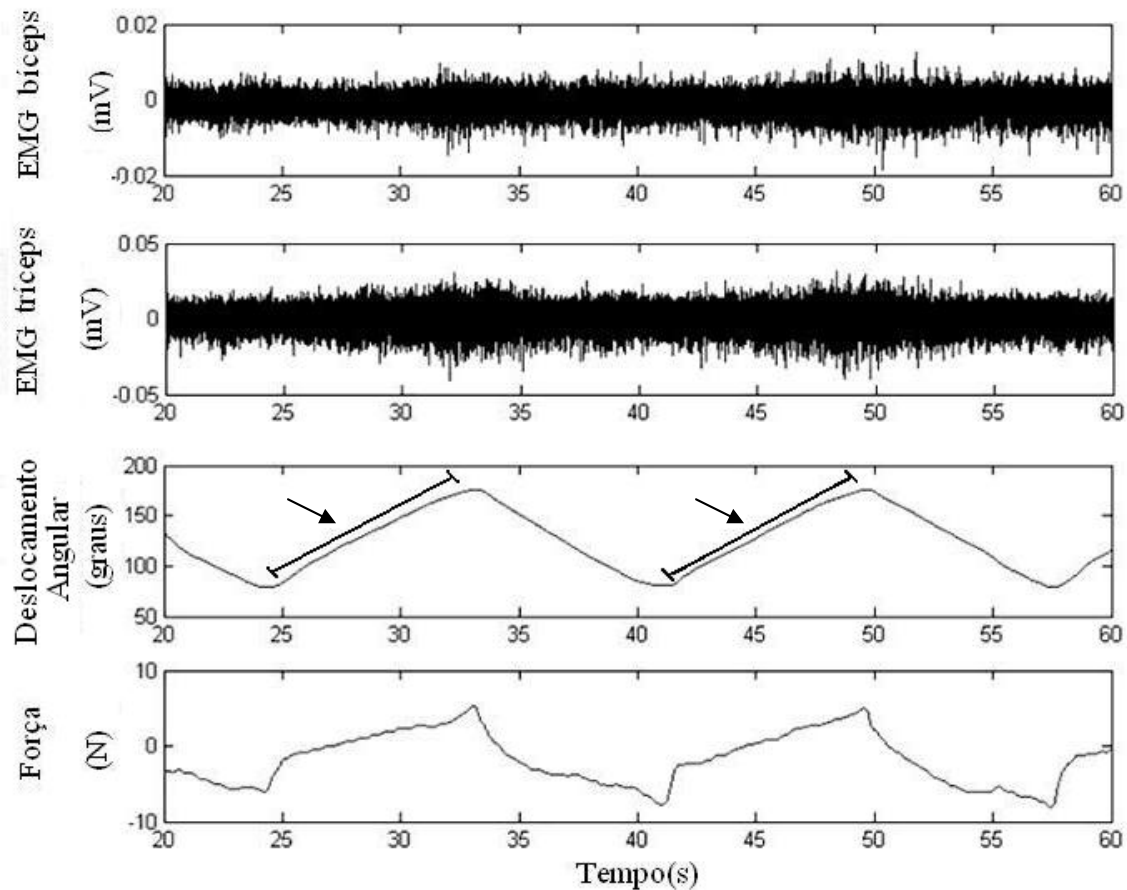 EMG bíceps
(mV)
0.02
0
-0.02
20 25 30 35 40 45 50 55 60
EMG tríceps
(mV)
0.05
0
-0.05
20 25 30 35 40 45 50 55 60
Deslocamento
Angular
(graus)
200
150
100
50
20 25 30 35 40 45 50 55 60
Força
(N)
10
0
-10
20 25 30 35 40 45 50 55 60
Tempo(s)